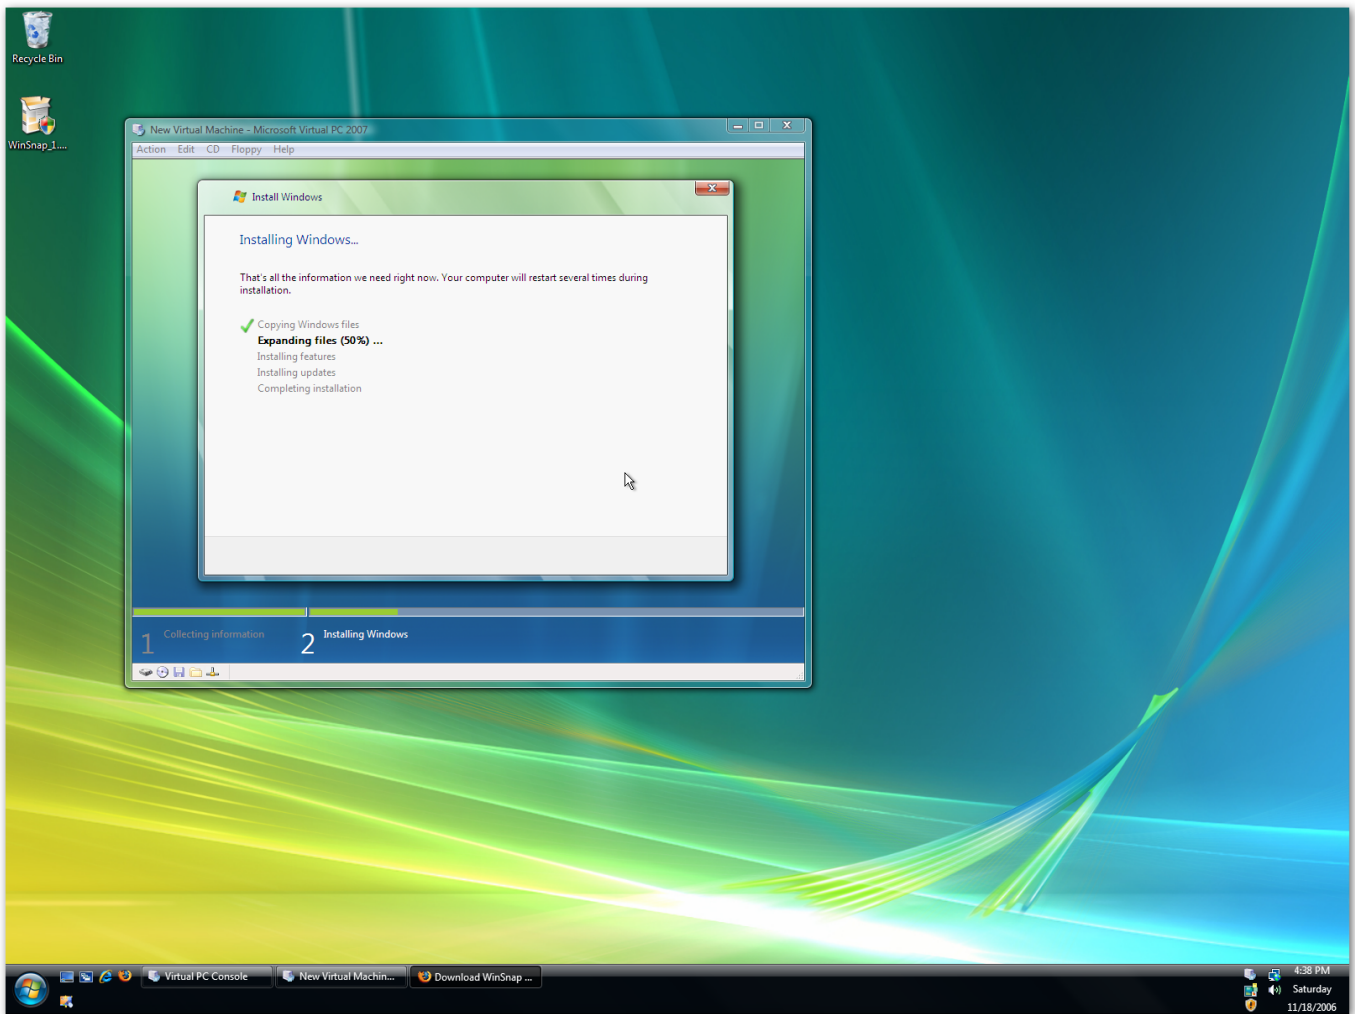 Recycle Bin
WinSnap_1....
New Virtual Machine - Microsoft Virtual PC 2007
Action Edit CD Floppy Help
Install Windows
Installing Windows...
That's all the information we need right now. Your computer will restart several times during
installation.
Copying Windows files
Expanding files (50%) ...
Installing features
Installing updates
Completing installation
1 Collecting information 2 Installing Windows
Virtual PC Console New Virtual Machin... Download WinSnap ...
4:38 PM
Saturday
11/18/2006